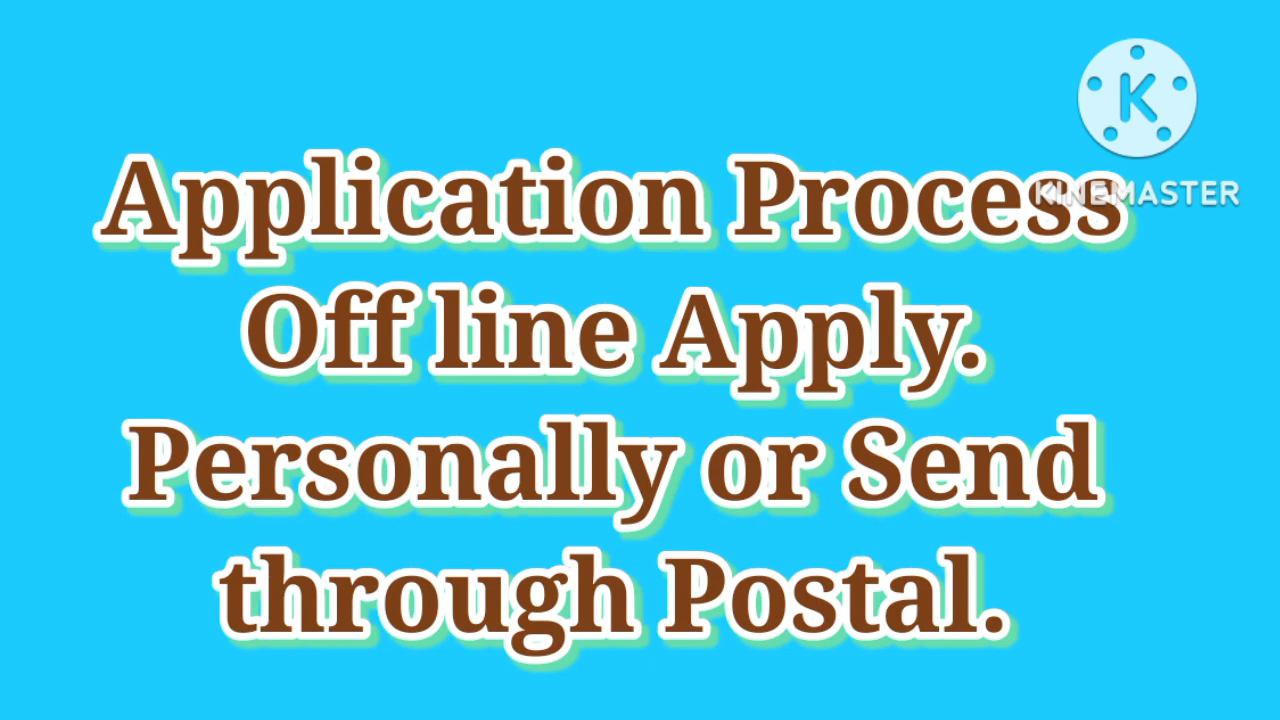 K
KINEMASTER
Application Process
Off line Apply.
Personally or Send
through Postal.